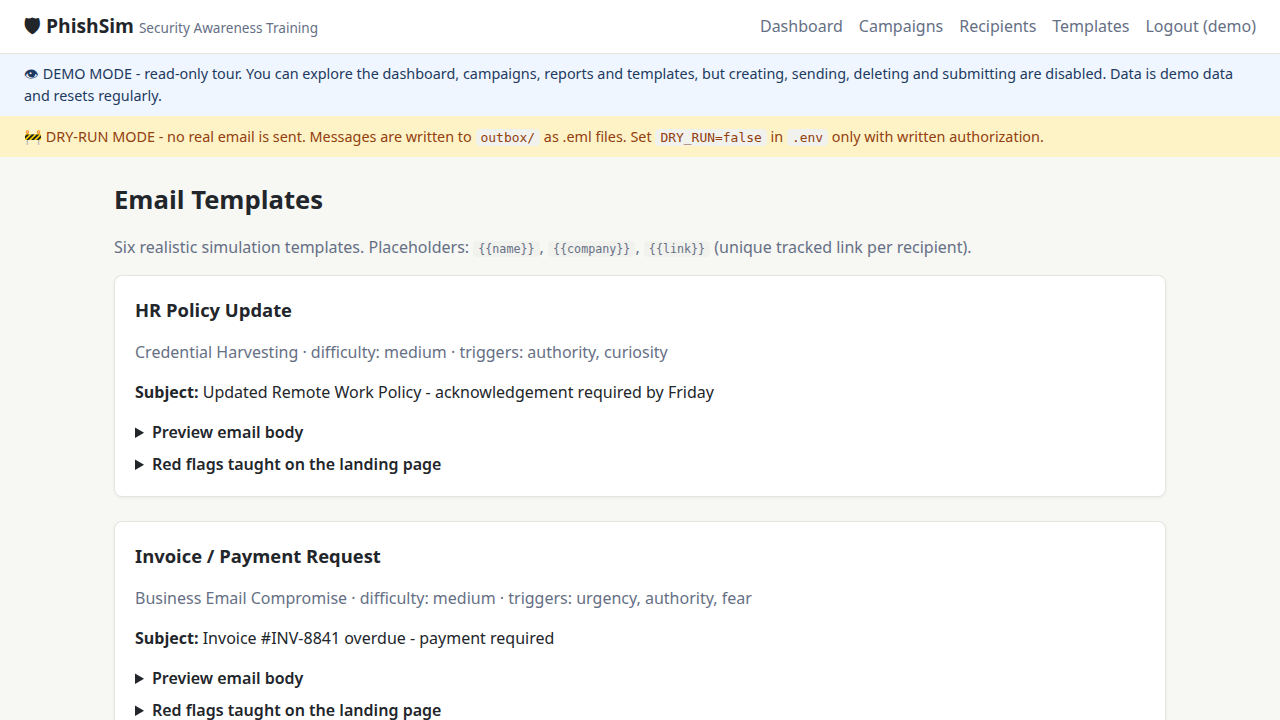 PhishSim Security Awareness Training
Dashboard Campaigns Recipients Templates Logout (demo)
DEMO MODE - read-only tour. You can explore the dashboard, campaigns, reports and templates, but creating, sending, deleting and submitting are disabled. Data is demo data
and resets regularly.
DRY-RUN MODE - no real email is sent. Messages are written to outbox/ as .eml files. Set DRY_RUN=false in .env only with written authorization.
Email Templates
Six realistic simulation templates. Placeholders: {{name}}, {{company}}, {{link}} (unique tracked link per recipient).
HR Policy Update
Credential Harvesting · difficulty: medium · triggers: authority, curiosity
Subject: Updated Remote Work Policy - acknowledgement required by Friday
Preview email body
Red flags taught on the landing page
Invoice / Payment Request
Business Email Compromise · difficulty: medium · triggers: urgency, authority, fear
Subject: Invoice #INV-8841 overdue - payment required
Preview email body
Red flags taught on the landing page